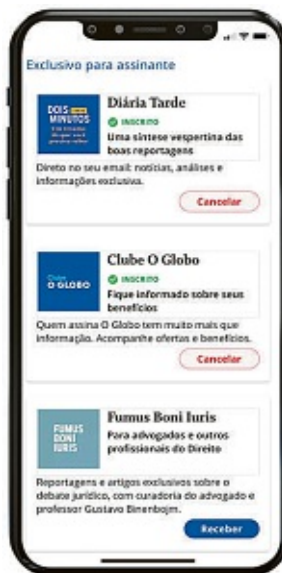 Exclusivo para assinante
DOIS
MINUTOS
Diária Tarde
INSCRITO
Uma síntese vespertina das
boas reportagens
Direto no seu email: notícias, análises e
informações exclusiva.
Cancelar
Clube
O GLOBO
Clube O Globo
INSCRITO
Fique informado sobre seus
benefícios
Quem assina O Globo tem muito mais que
informação. Acompanhe ofertas e benefícios.
Cancelar
FUMUS
BONI
IURIS
Fumus Boni Iuris
Para advogados e outros
profissionais do Direito
Reportagens e artigos exclusivos sobre o
debate jurídico, com curadoria do advogado e
professor Gustavo Binenbojm.
Receber